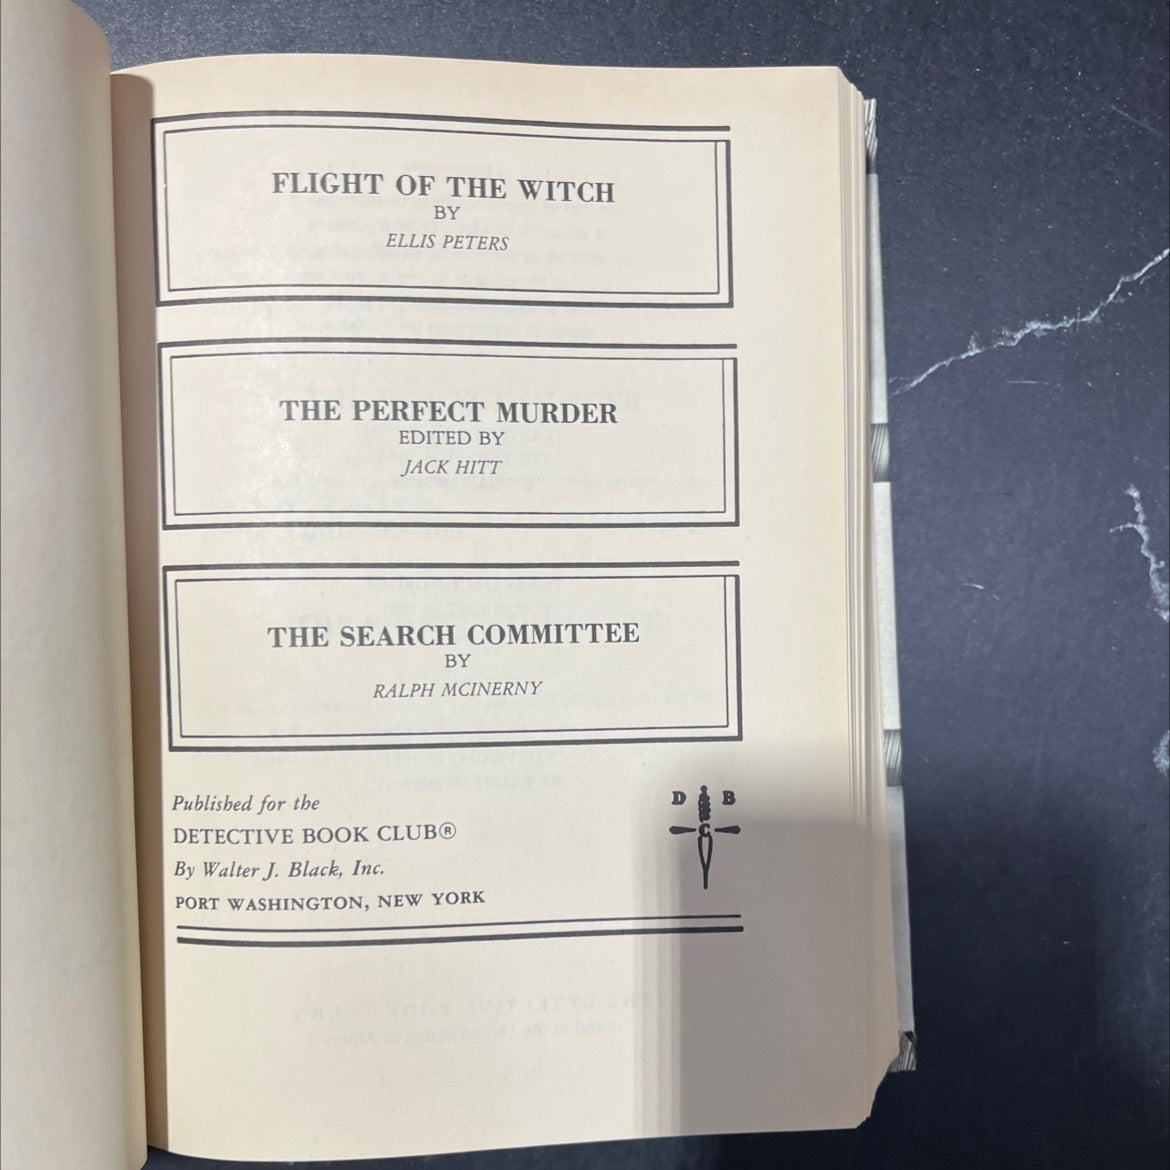 FLIGHT OF THE WITCH
BY
ELLIS PETERS
THE PERFECT MURDER
EDITED BY
JACK HITT
THE SEARCH COMMITTEE
BY
RALPH MCINERNY
Published for the
DETECTIVE BOOK CLUB®
By Walter J. Black, Inc.
PORT WASHINGTON, NEW YORK
D B